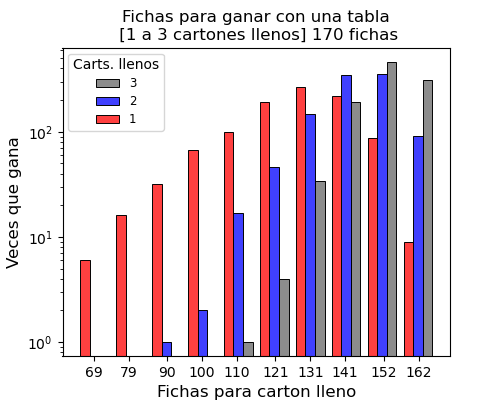 Fichas para ganar con una tabla
[1 a 3 cartones llenos] 170 fichas
Carts. llenos
3
2
1
Veces que gana
10²
10¹
10⁰
69 79 90 100 110 121 131 141 152 162
Fichas para carton lleno